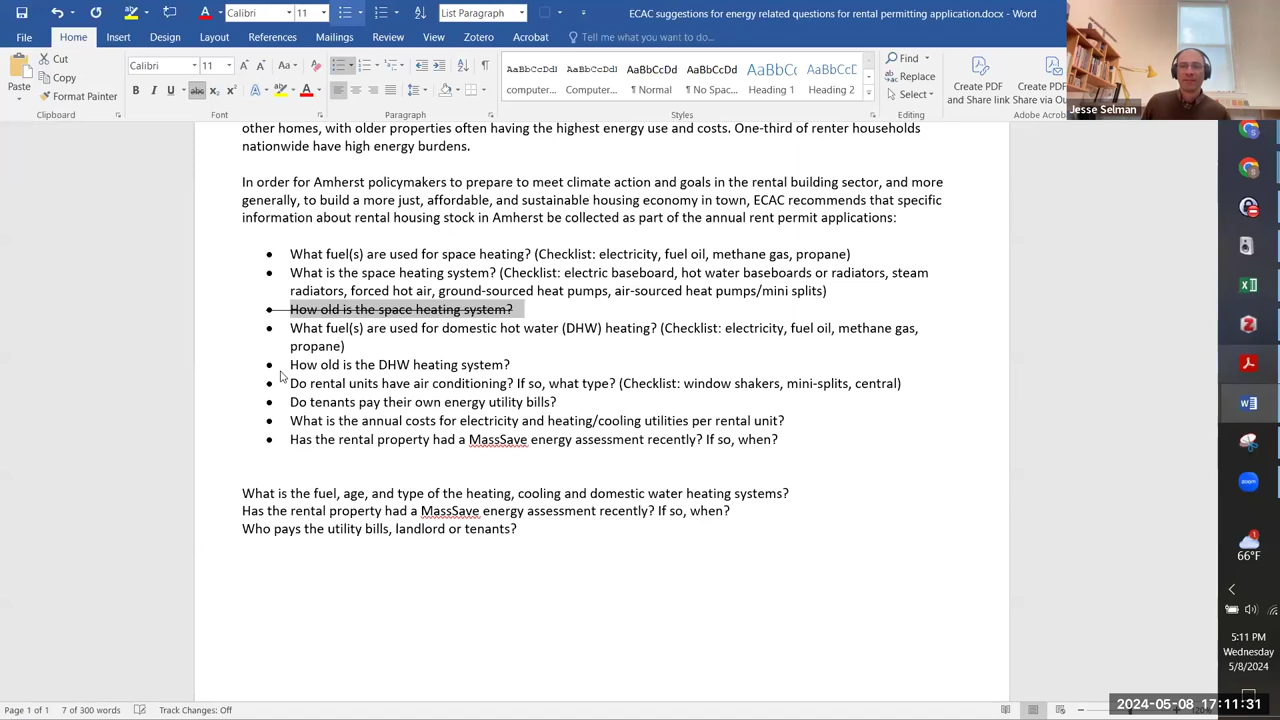 Calibri
11
List Paragraph
ECAC suggestions for energy related questions for rental permitting application.docx - Word
File
Home
Insert
Design
Layout
References
Mailings
Review
View
Developer
Help
Zotero
Acrobat
Tell me what you want to do...
Paste
Cut
Copy
Format Painter
Clipboard
Calibri
11
Font
Paragraph
AaBbCcDdI
computer...
AaBbCcDdI
Computer...
AaBbCcDd
¶ Normal
AaBbCcDd
¶ No Spac...
AaBbC
Heading 1
AaBbCcD
Heading 2
Styles
Find
Replace
Select
Editing
Create PDF
and Share link
Create PDF
Share via Ou
Adobe Acrob
Jesse Selman
other homes, with older properties often having the highest energy use and costs. One-third of renter households
nationwide have high energy burdens.
In order for Amherst policymakers to prepare to meet climate action and goals in the rental building sector, and more
generally, to build a more just, affordable, and sustainable housing economy in town, ECAC recommends that specific
information about rental housing stock in Amherst be collected as part of the annual rent permit applications:
• What fuel(s) are used for space heating? (Checklist: electricity, fuel oil, methane gas, propane)
• What is the space heating system? (Checklist: electric baseboard, hot water baseboards or radiators, steam
radiators, forced hot air, ground-sourced heat pumps, air-sourced heat pumps/mini splits)
• How old is the space heating system?
• What fuel(s) are used for domestic hot water (DHW) heating? (Checklist: electricity, fuel oil, methane gas,
propane)
• How old is the DHW heating system?
• Do rental units have air conditioning? If so, what type? (Checklist: window shakers, mini-splits, central)
• Do tenants pay their own energy utility bills?
• What is the annual costs for electricity and heating/cooling utilities per rental unit?
• Has the rental property had a MassSave energy assessment recently? If so, when?
What is the fuel, age, and type of the heating, cooling and domestic water heating systems?
Has the rental property had a MassSave energy assessment recently? If so, when?
Who pays the utility bills, landlord or tenants?
66°F
5:11 PM
Wednesday
5/8/2024
Page 1 of 1
7 of 300 words
Track Changes: Off
2024-05-08 17:11:31